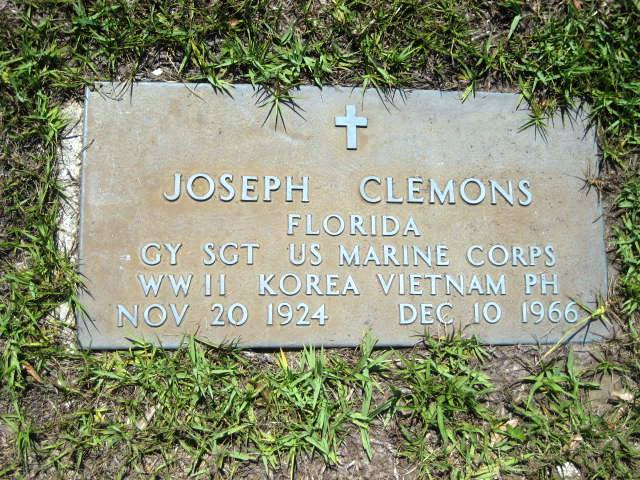 JOSEPH CLEMONS
FLORIDA
GY SGT US MARINE CORPS
WW II KOREA VIETNAM PH
NOV 20 1924 DEC 10 1966